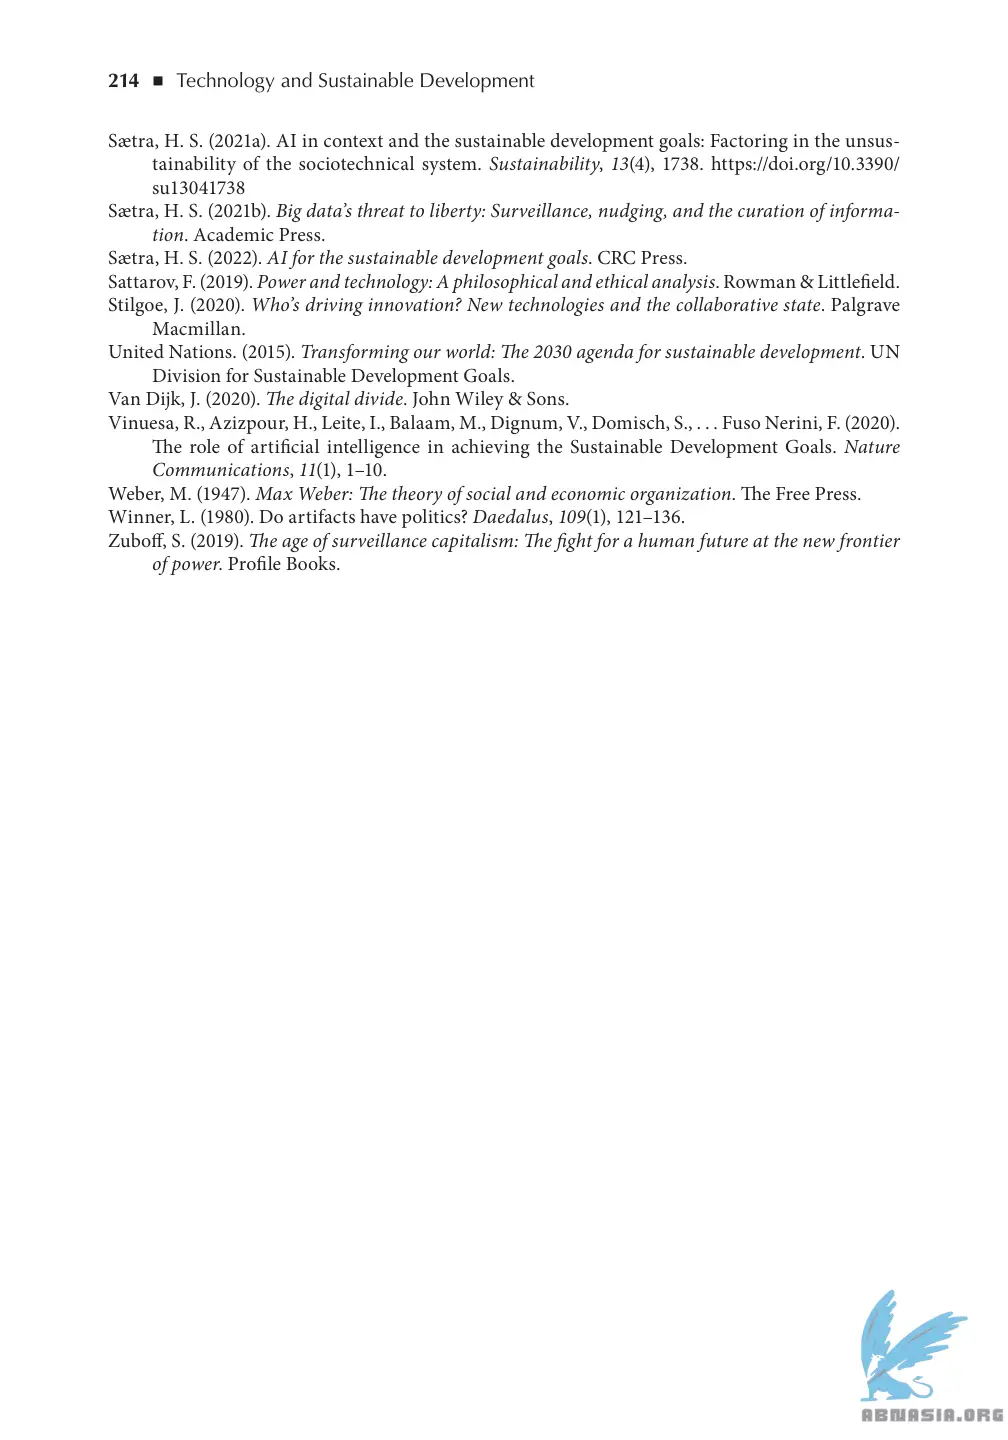 214 ■ Technology and Sustainable Development
Sætra, H. S. (2021a). AI in context and the sustainable development goals: Factoring in the unsus-
tainability of the sociotechnical system. Sustainability, 13(4), 1738. https://doi.org/10.3390/
su13041738
Sætra, H. S. (2021b). Big data’s threat to liberty: Surveillance, nudging, and the curation of informa-
tion. Academic Press.
Sætra, H. S. (2022). AI for the sustainable development goals. CRC Press.
Sattarov, F. (2019). Power and technology: A philosophical and ethical analysis. Rowman & Littlefield.
Stilgoe, J. (2020). Who’s driving innovation? New technologies and the collaborative state. Palgrave
Macmillan.
United Nations. (2015). Transforming our world: The 2030 agenda for sustainable development. UN
Division for Sustainable Development Goals.
Van Dijk, J. (2020). The digital divide. John Wiley & Sons.
Vinuesa, R., Azizpour, H., Leite, I., Balaam, M., Dignum, V., Domisch, S., . . . Fuso Nerini, F. (2020).
The role of artificial intelligence in achieving the Sustainable Development Goals. Nature
Communications, 11(1), 1–10.
Weber, M. (1947). Max Weber: The theory of social and economic organization. The Free Press.
Winner, L. (1980). Do artifacts have politics? Daedalus, 109(1), 121–136.
Zuboff, S. (2019). The age of surveillance capitalism: The fight for a human future at the new frontier
of power. Profile Books.
ABNASIA.ORG